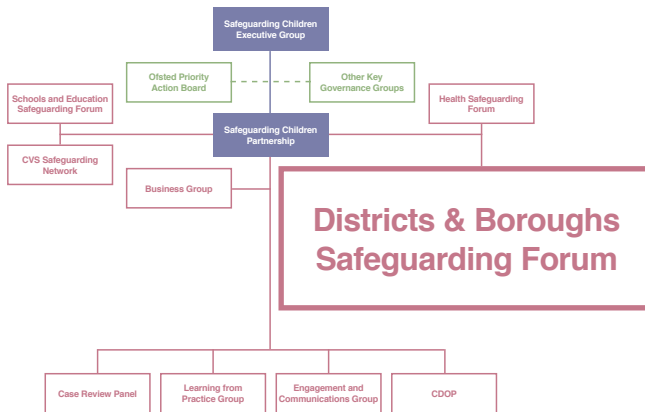 Safeguarding Children
Executive Group
Ofsted Priority
Action Board
Other Key
Governance Groups
Schools and Education
Safeguarding Forum
Health Safeguarding
Forum
Safeguarding Children
Partnership
CVS Safeguarding
Network
Business Group
Districts & Boroughs
Safeguarding Forum
Case Review Panel
Learning from
Practice Group
Engagement and
Communications Group
CDOP